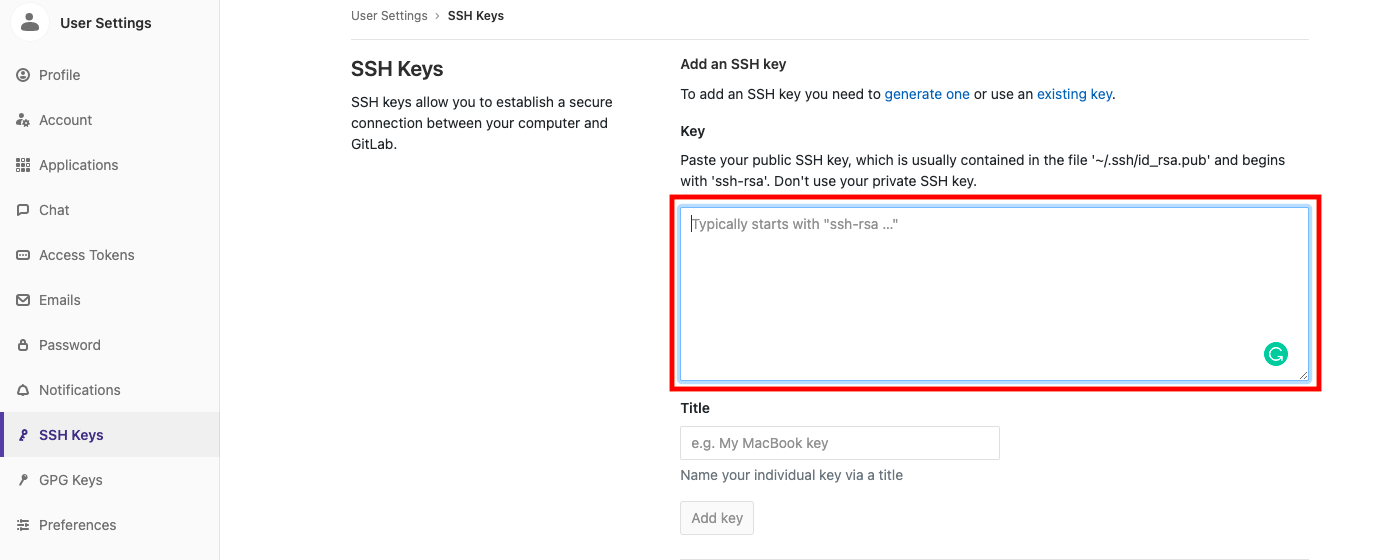 User Settings
Profile
Account
Applications
Chat
Access Tokens
Emails
Password
Notifications
SSH Keys
GPG Keys
Preferences
User Settings › SSH Keys
SSH Keys
SSH keys allow you to establish a secure
connection between your computer and
GitLab.
Add an SSH key
To add an SSH key you need to generate one or use an existing key.
Key
Paste your public SSH key, which is usually contained in the file '~/.ssh/id_rsa.pub' and begins
with 'ssh-rsa'. Don't use your private SSH key.
Typically starts with "ssh-rsa …"
Title
e.g. My MacBook key
Name your individual key via a title
Add key